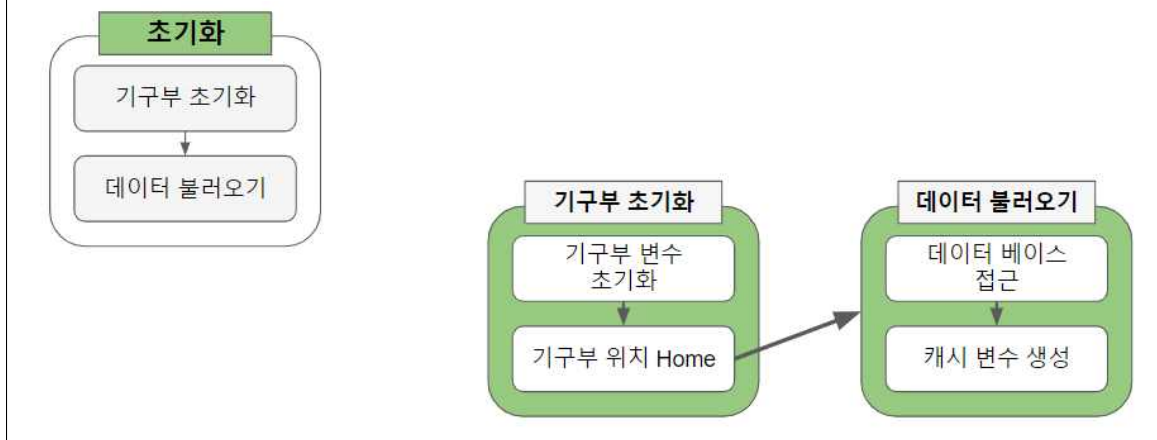 초기화
기구부 초기화
데이터 불러오기
기구부 초기화
기구부 변수
초기화
기구부 위치 Home
데이터 불러오기
데이터 베이스
접근
캐시 변수 생성